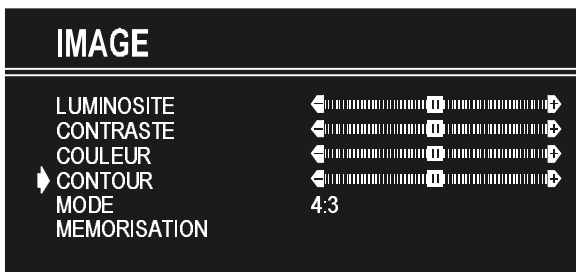 IMAGE
LUMINOSITE
CONTRASTE
COULEUR
CONTOUR
MODE 4:3
MEMORISATION